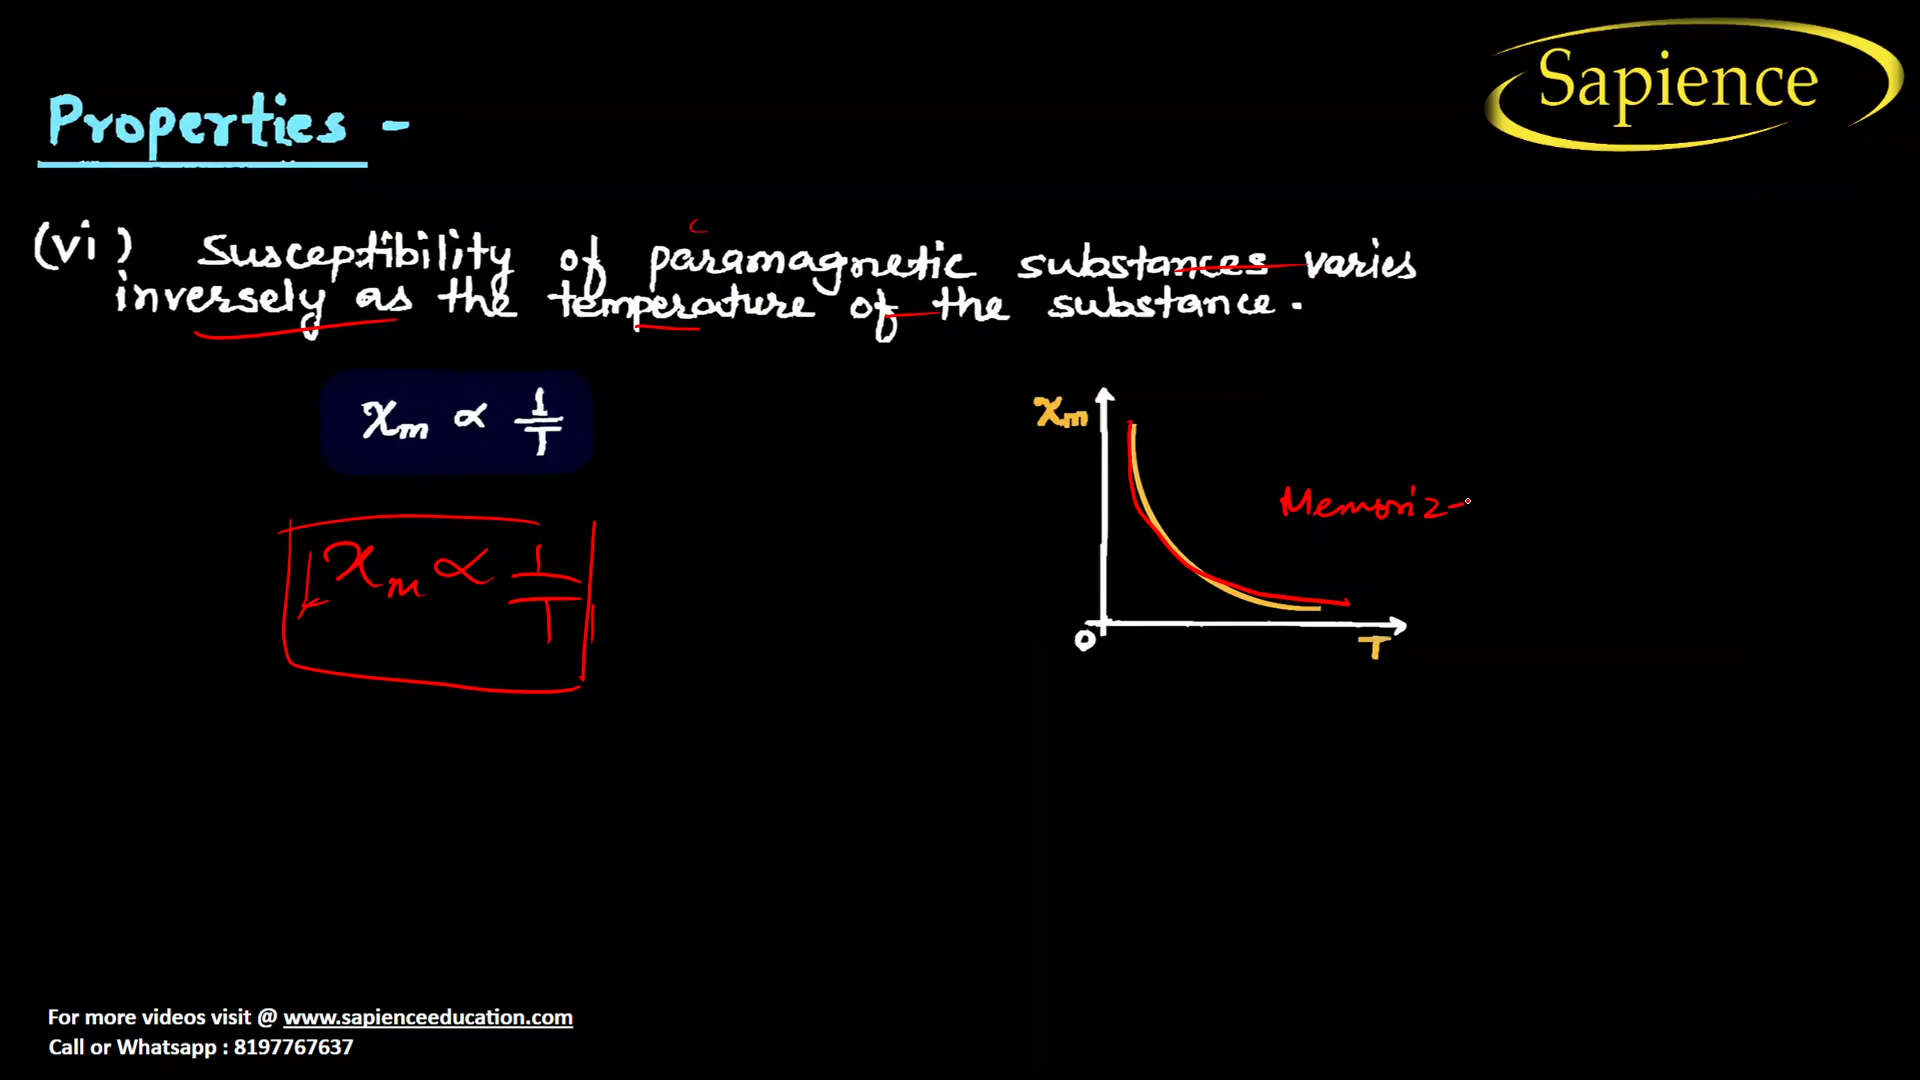 Sapience
Properties -
(vi) Susceptibility of paramagnetic substances varies
inversely as the temperature of the substance.
χm ∝ 1/T
χm ∝ 1/T
χm
Memoriz
O
T
For more videos visit @ www.sapienceeducation.com
Call or Whatsapp : 8197767637